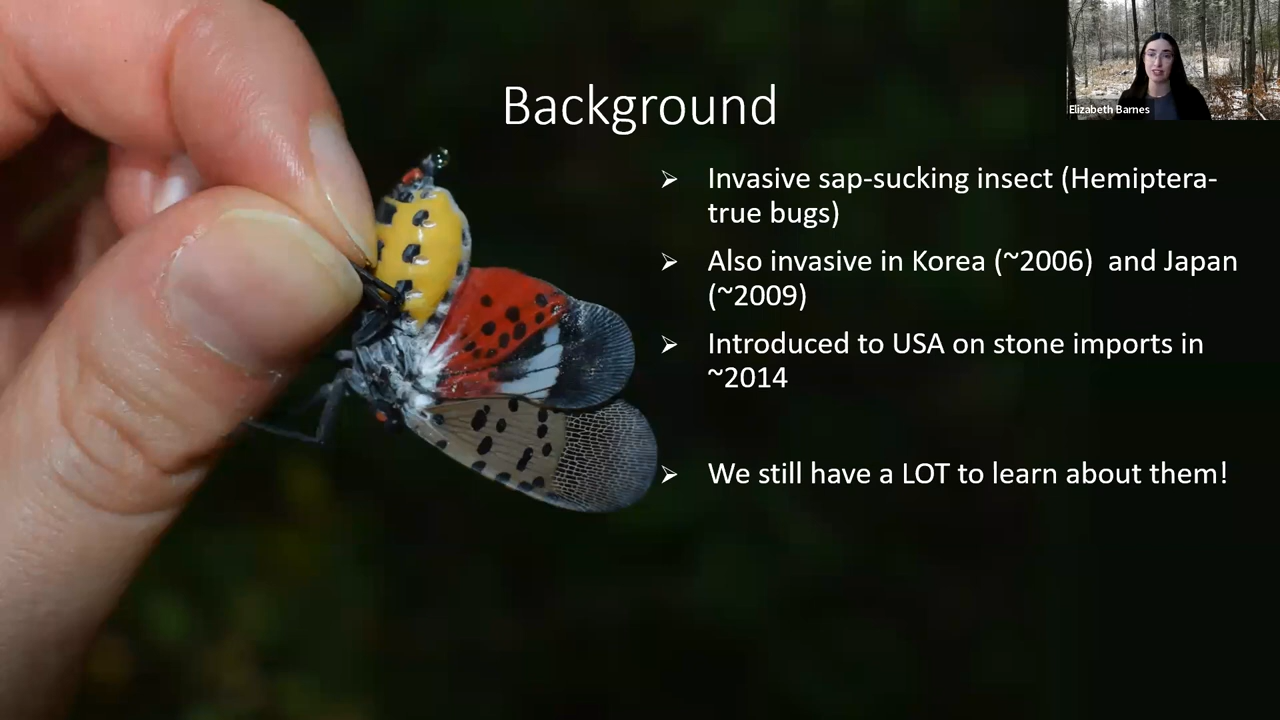 Elizabeth Barnes
Background
➢ Invasive sap-sucking insect (Hemiptera-
true bugs)
➢ Also invasive in Korea (~2006)  and Japan
(~2009)
➢ Introduced to USA on stone imports in
~2014
➢ We still have a LOT to learn about them!